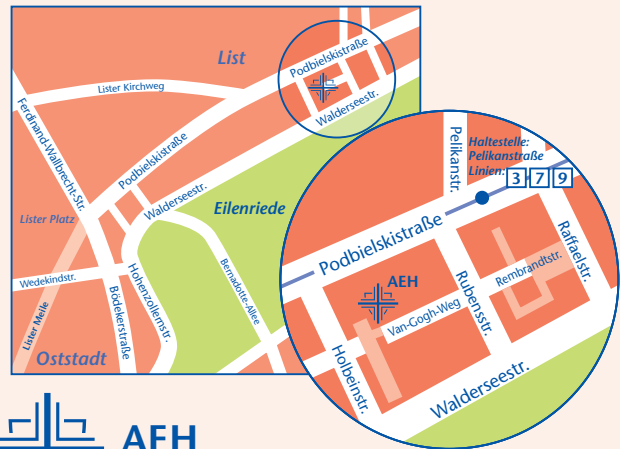 List
Podbielskistraße
Lister Kirchweg
Walderseestr.
Ferdinand-Wallbrecht-Str.
Podbielskistraße
Lister Platz
Walderseestr.
Eilenriede
Wedekindstr.
Hohenzollernstr.
Bernadotte-Allee
Lister Meile
Bödekerstraße
Oststadt
Pelikanstr.
Haltestelle:
Pelikanstraße
Linien: 3 7 9
Podbielskistraße
Raffaelstr.
AEH
Rubensstr.
Rembrandtstr.
Van-Gogh-Weg
Holbeinstr.
Walderseestr.
AEH